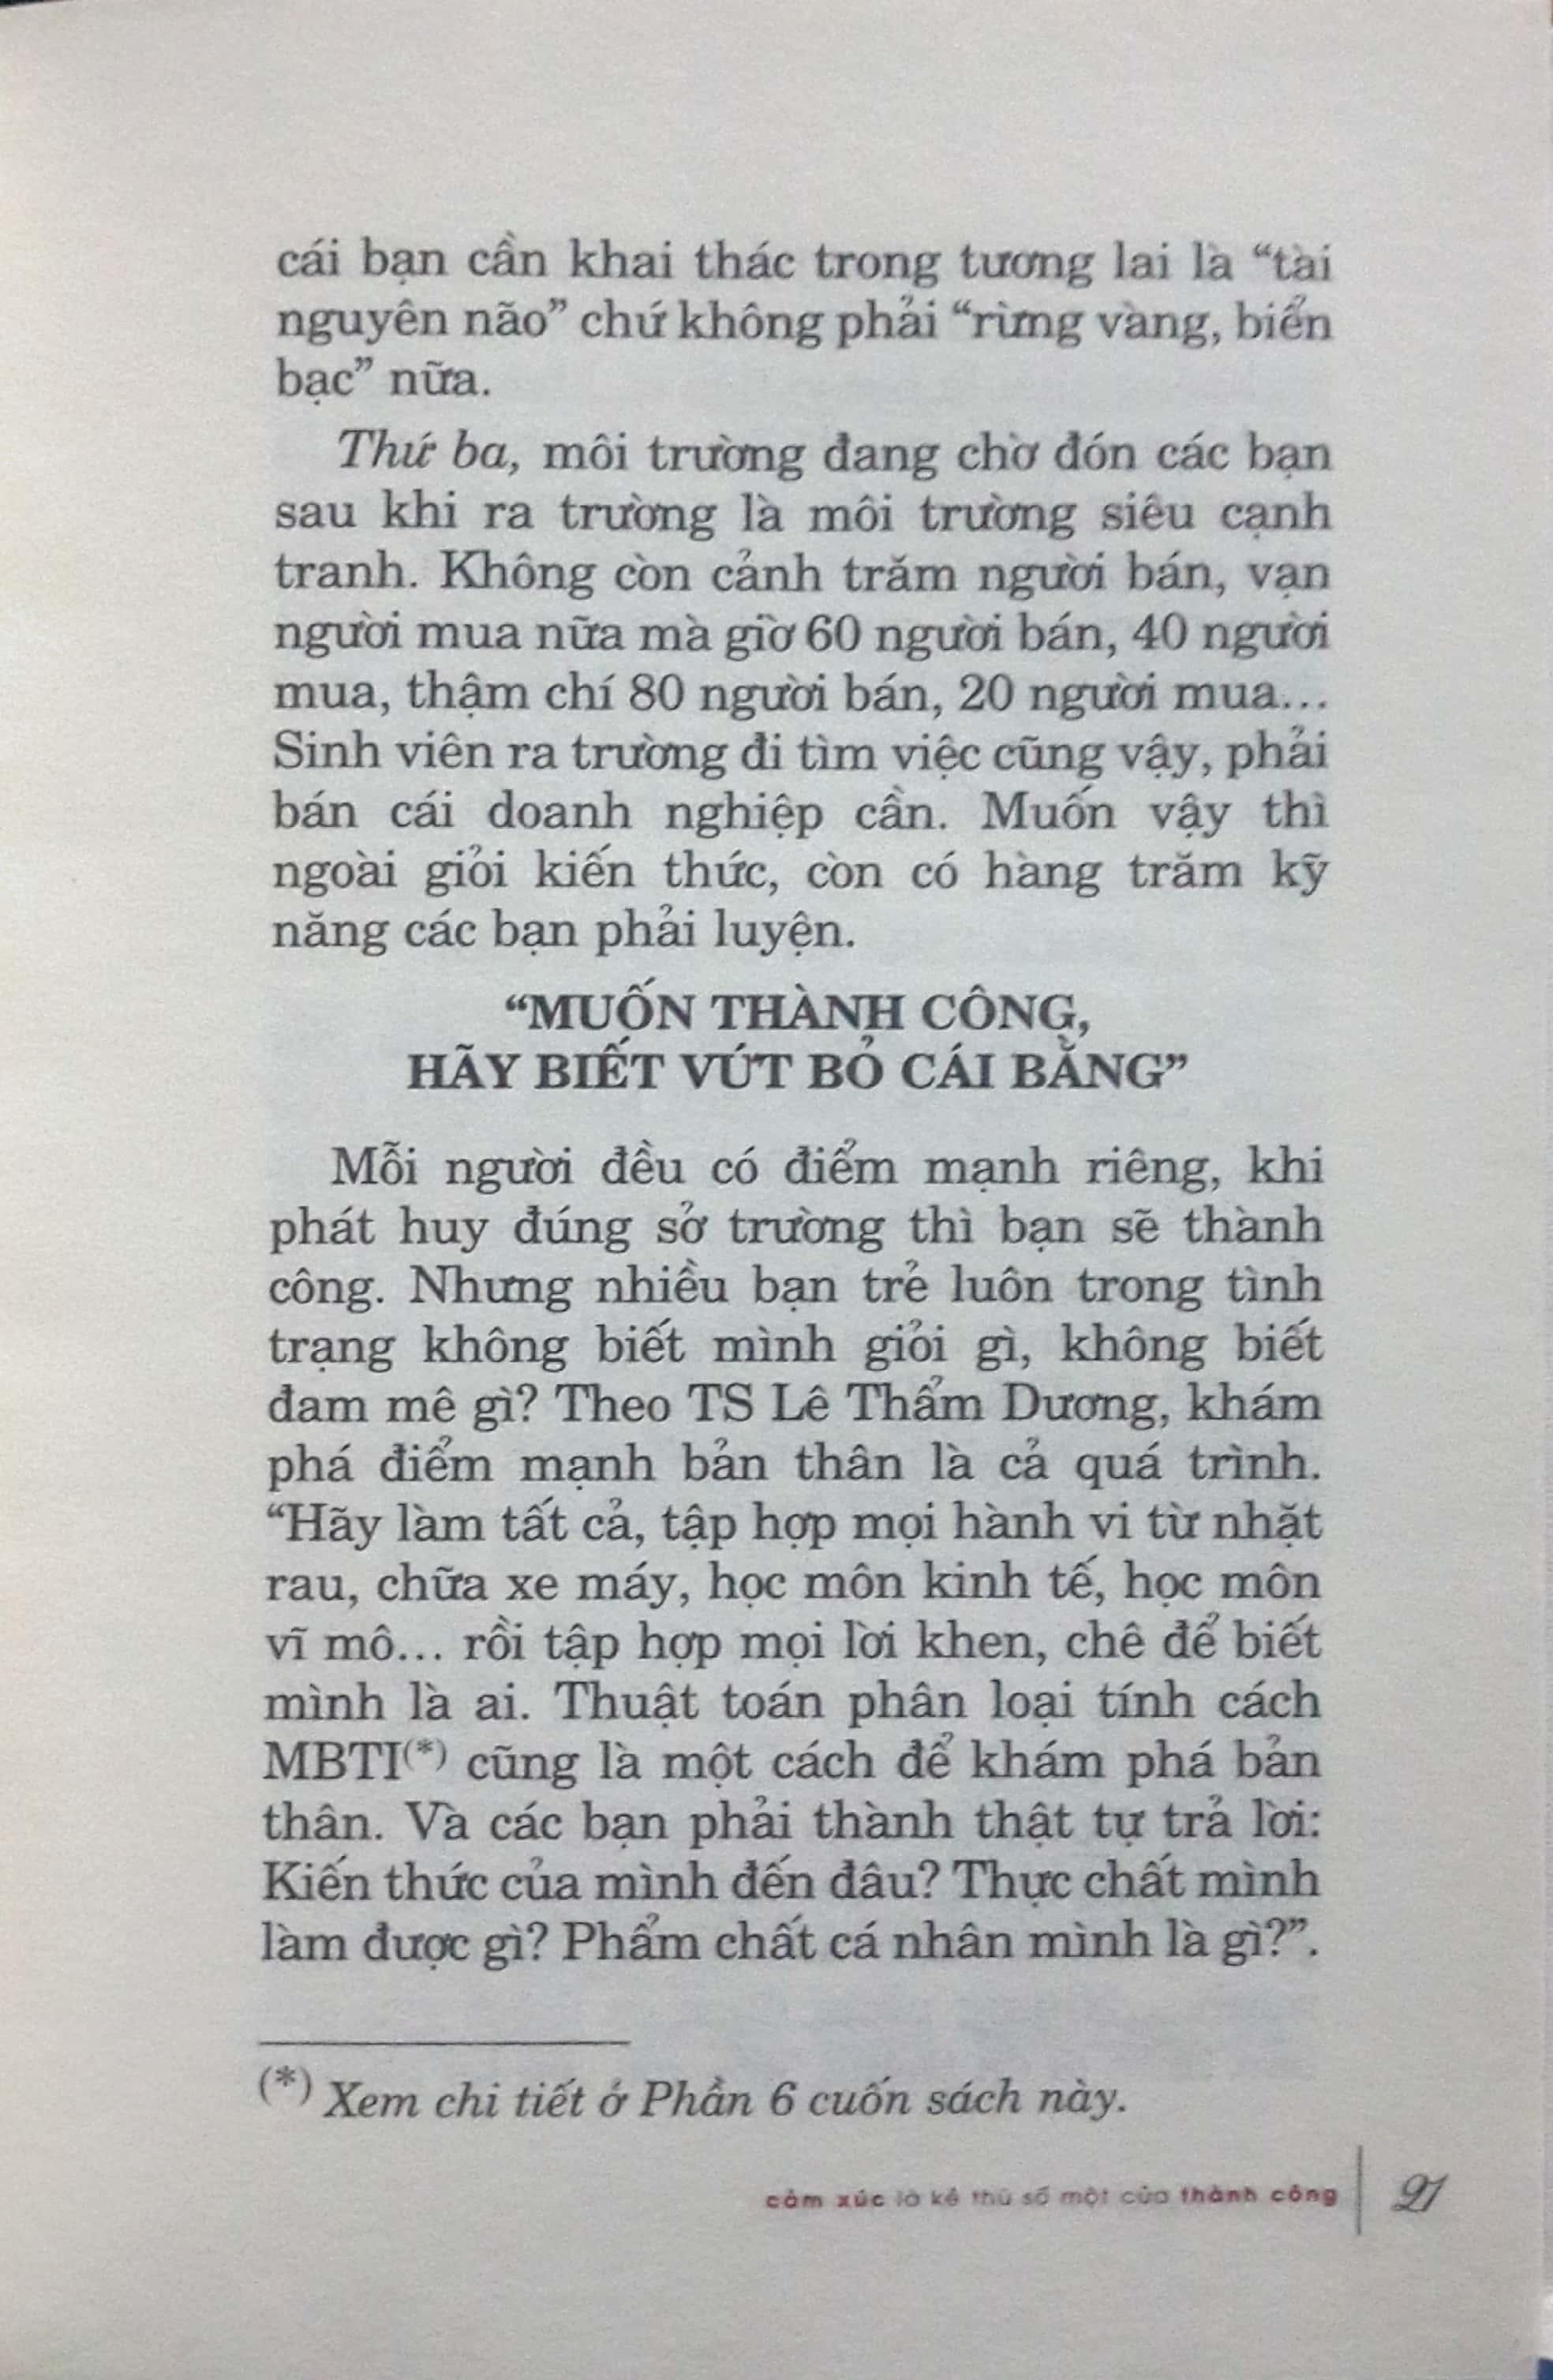 cái bạn cần khai thác trong tương lai là “tài
nguyên não” chứ không phải “rừng vàng, biển
bạc” nữa.
Thứ ba, môi trường đang chờ đón các bạn
sau khi ra trường là môi trường siêu cạnh
tranh. Không còn cảnh trăm người bán, vạn
người mua nữa mà giờ 60 người bán, 40 người
mua, thậm chí 80 người bán, 20 người mua...
Sinh viên ra trường đi tìm việc cũng vậy, phải
bán cái doanh nghiệp cần. Muốn vậy thì
ngoài giỏi kiến thức, còn có hàng trăm kỹ
năng các bạn phải luyện.
“MUỐN THÀNH CÔNG,
HÃY BIẾT VỨT BỎ CÁI BẰNG”
Mỗi người đều có điểm mạnh riêng, khi
phát huy đúng sở trường thì bạn sẽ thành
công. Nhưng nhiều bạn trẻ luôn trong tình
trạng không biết mình giỏi gì, không biết
đam mê gì? Theo TS Lê Thẩm Dương, khám
phá điểm mạnh bản thân là cả quá trình.
“Hãy làm tất cả, tập hợp mọi hành vi từ nhặt
rau, chữa xe máy, học môn kinh tế, học môn
vĩ mô... rồi tập hợp mọi lời khen, chê để biết
mình là ai. Thuật toán phân loại tính cách
MBTI(*) cũng là một cách để khám phá bản
thân. Và các bạn phải thành thật tự trả lời:
Kiến thức của mình đến đâu? Thực chất mình
làm được gì? Phẩm chất cá nhân mình là gì?”.
(*) Xem chi tiết ở Phần 6 cuốn sách này.
cảm xúc là kẻ thù số một của thành công | 21